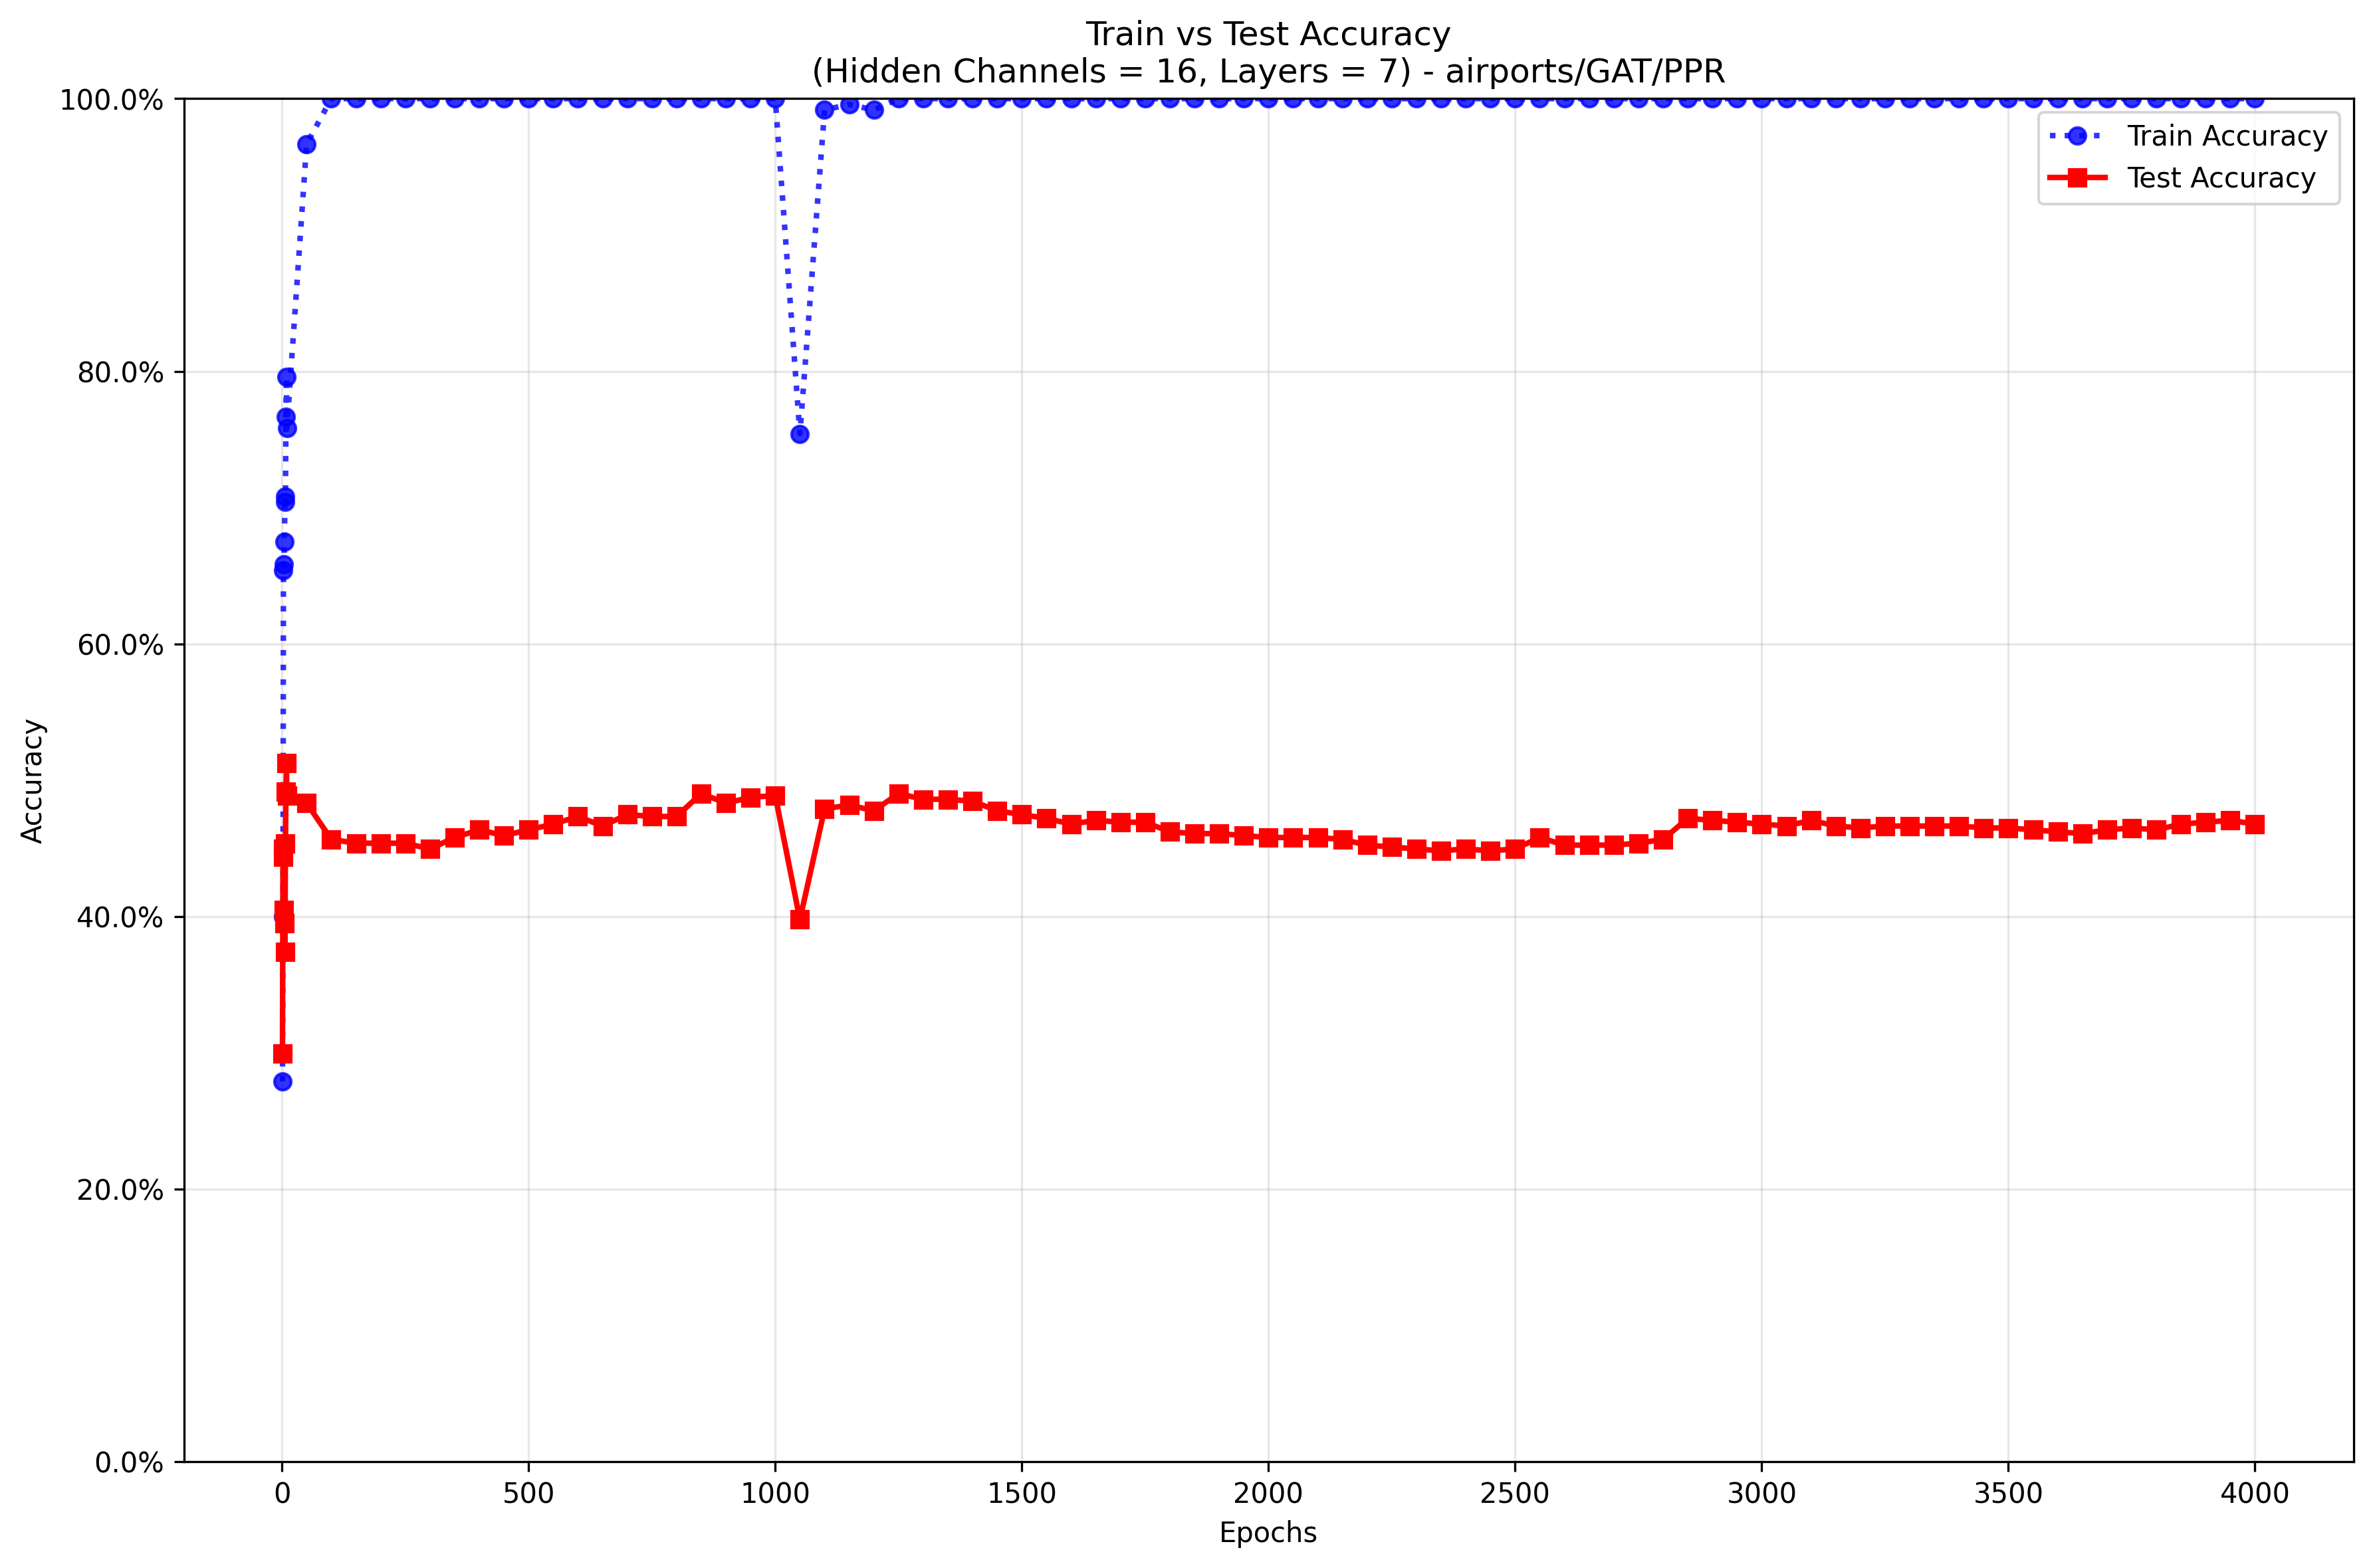 Train vs Test Accuracy
(Hidden Channels = 16, Layers = 7) - airports/GAT/PPR
100.0%
80.0%
60.0%
40.0%
20.0%
0.0%
Accuracy
Train Accuracy
Test Accuracy
0
500
1000
1500
2000
2500
3000
3500
4000
Epochs